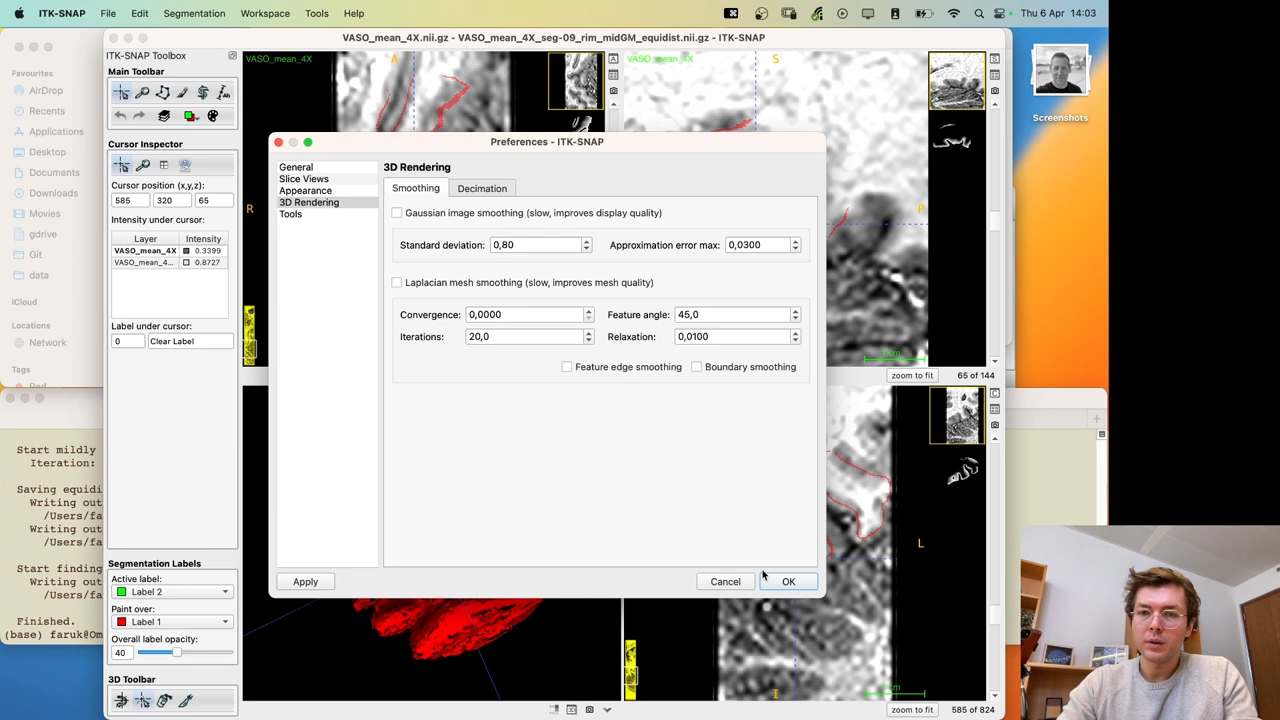 ITK-SNAP File Edit Segmentation Workspace Tools Help Thu 6 Apr 14:03
VASO_mean_4X.nii.gz - VASO_mean_4X_seg-09_rim_midGM_equidist.nii.gz - ITK-SNAP
Favourites
AirDrop
Recents
Applications
Desktop
Documents
Downloads
Movies
gdrive
Git
data
iCloud
Locations
Network
Tags
Red
ITK-SNAP Toolbox
Main Toolbar
Cursor Inspector
Cursor position (x,y,z):
585 320 65
Intensity under cursor:
Layer Intensity
VASO_mean_4X 0.3399
VASO_mean_4... 0.8727
Label under cursor:
0 Clear Label
Segmentation Labels
Active label:
Label 2
Paint over:
Label 1
Overall label opacity:
40
3D Toolbar
VASO_mean_4X
A
R
A
VASO_mean_4X
S
P
S
zoom to fit 65 of 144
C
L
I
zoom to fit 585 of 824
3D
Preferences - ITK-SNAP
General
Slice Views
Appearance
3D Rendering
Tools
3D Rendering
Smoothing Decimation
Gaussian image smoothing (slow, improves display quality)
Standard deviation: 0,80 Approximation error max: 0,0300
Laplacian mesh smoothing (slow, improves mesh quality)
Convergence: 0,0000 Feature angle: 45,0
Iterations: 20,0 Relaxation: 0,0100
Feature edge smoothing Boundary smoothing
Apply Cancel OK
Start mildly
Iteration:
Saving equidi
Writing out
/Users/fa
Writing out
/Users/fa
Start finding
Writing out
/Users/fa
Finished.
(base) faruk@Om
Screenshots